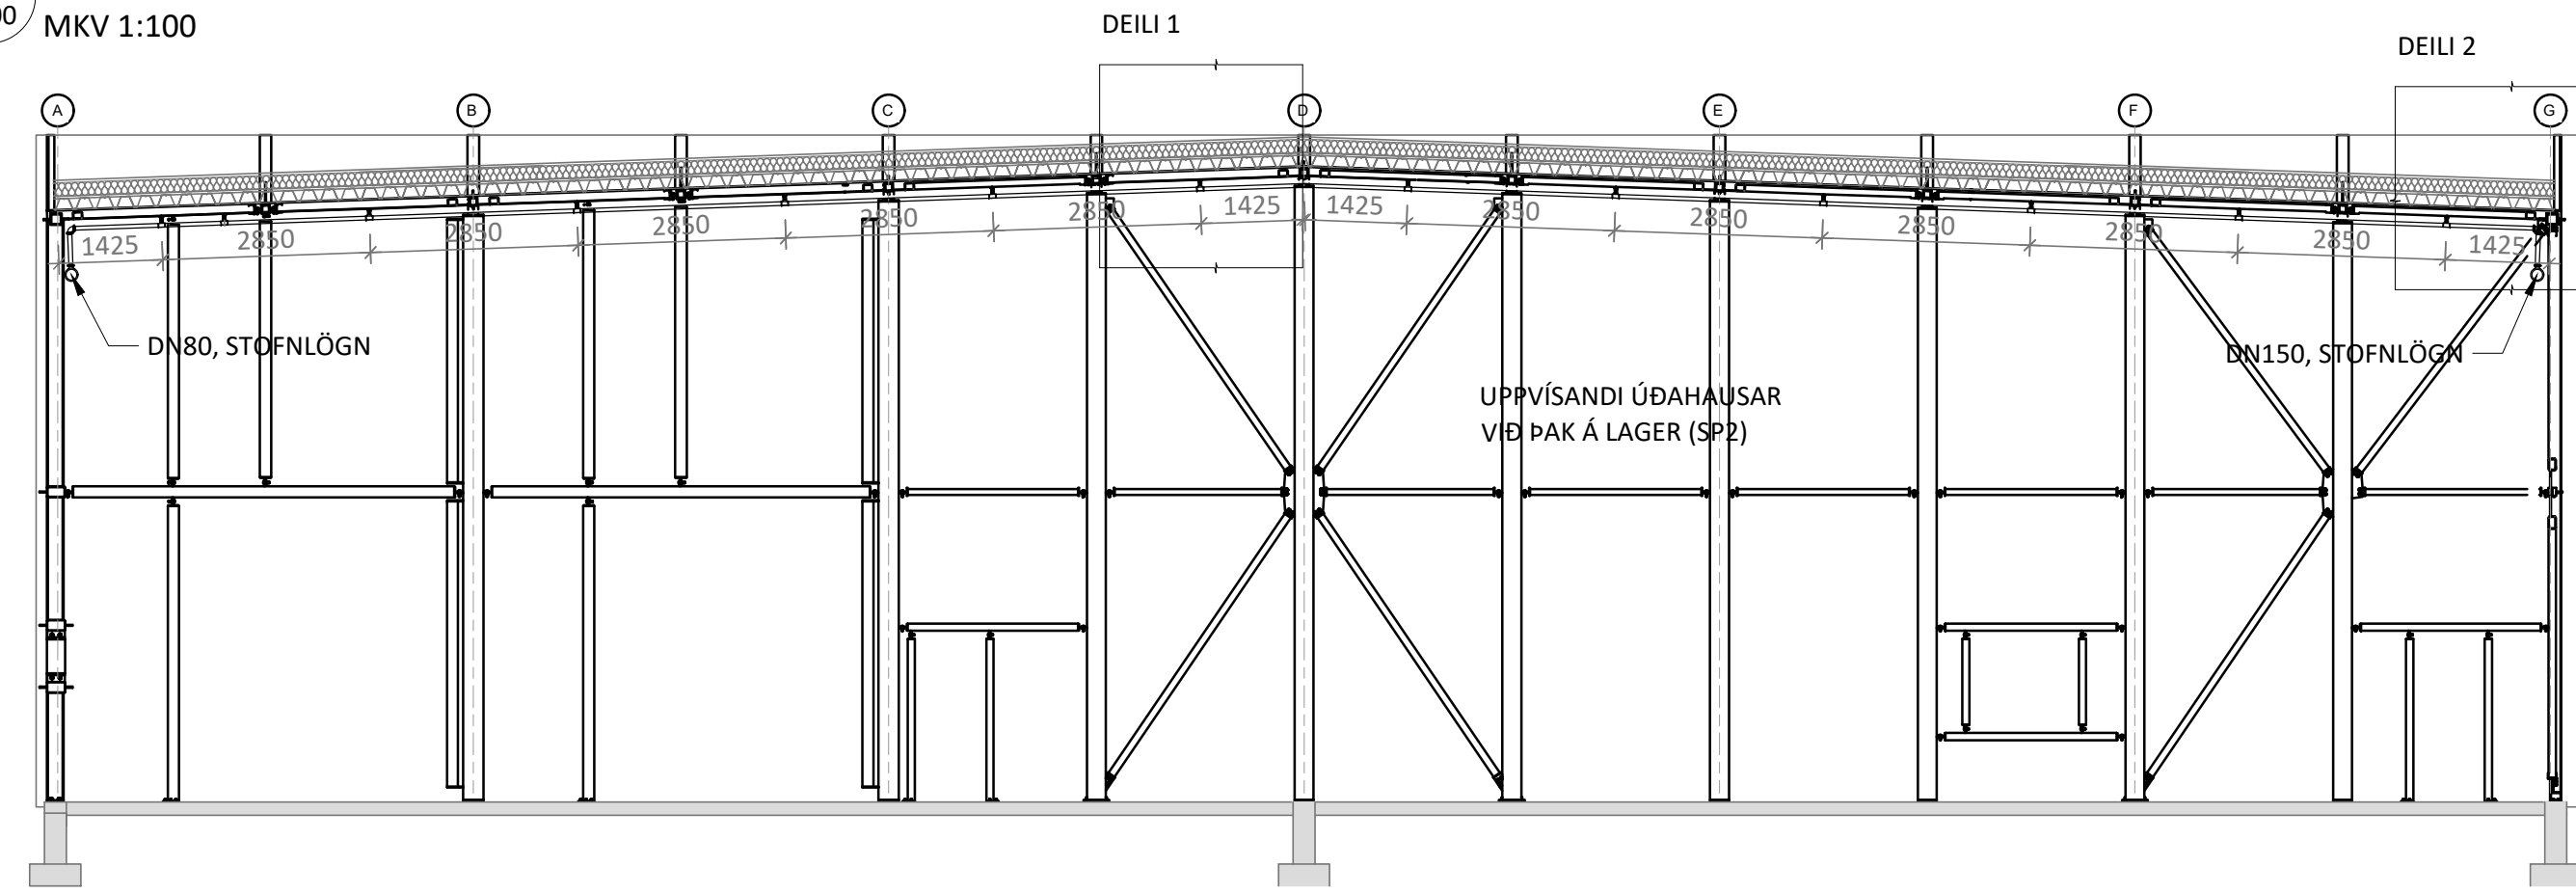 00
MKV 1:100
DEILI 1
DEILI 2
A
B
C
D
E
F
G
1425
2850
2850
2850
2850
2850
1425
1425
2850
2850
2850
2850
2850
1425
DN80, STOFNLÖGN
DN150, STOFNLÖGN
UPPVÍSANDI ÚÐAHAUSAR
VIÐ ÞAK Á LAGER (SP2)